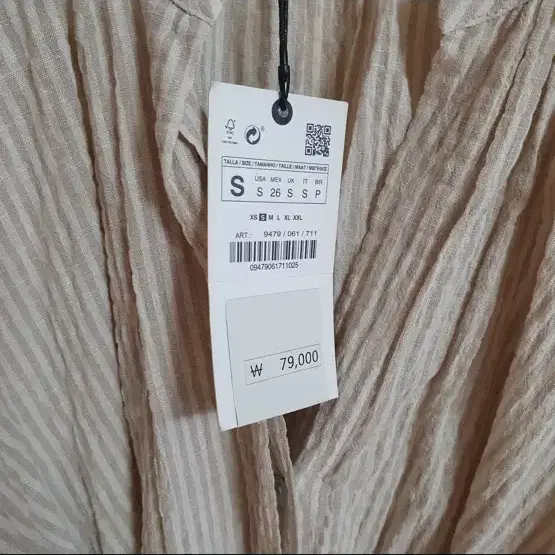 TALLA / SIZE / TAMANHO / TAILLE / MAAT / ΜΕΓΕΘΟΣ
S
USA MEX UK IT BR
S 26 S S P
XS S M L XL XXL
ART.: 9479 / 061 / 711
09479061711025
₩ 79,000